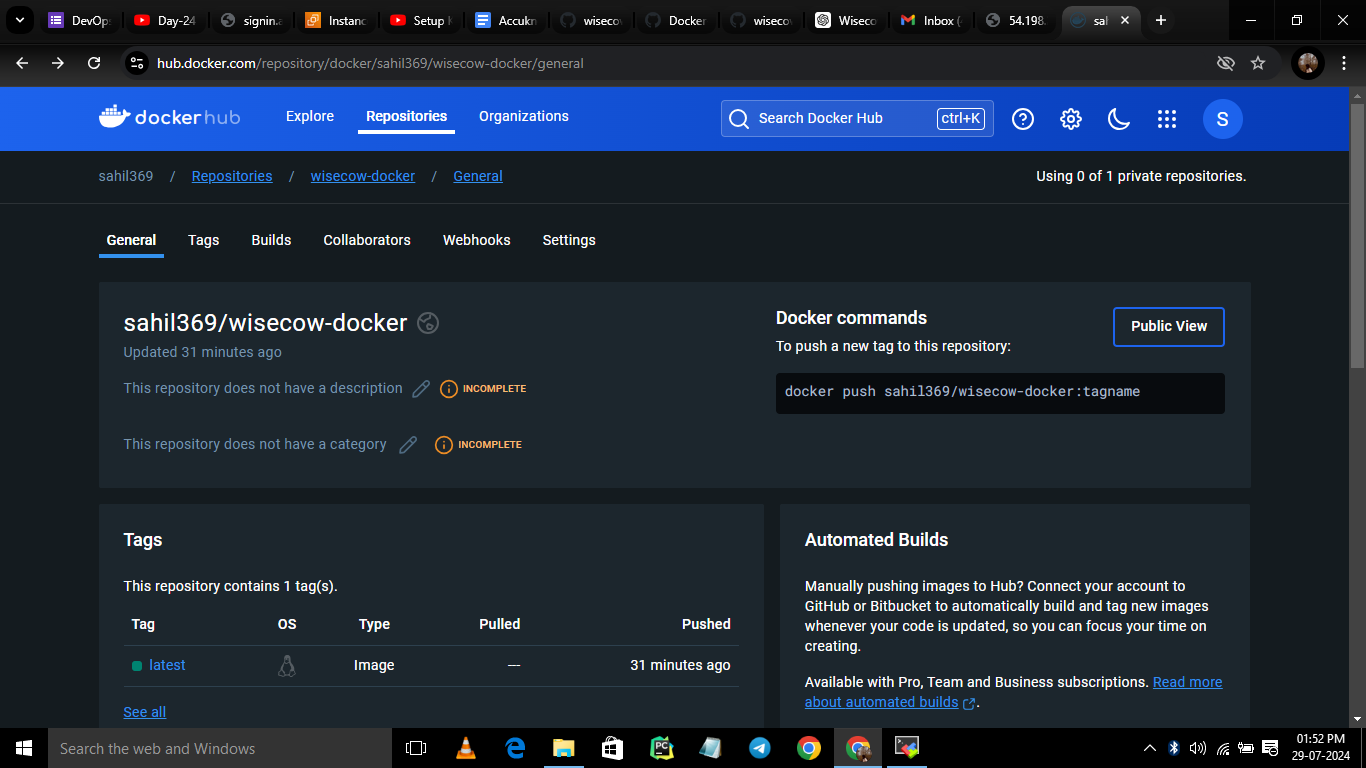 DevOp
Day-24
signin.a
Instanc
Setup
Accukn
wisecov
Docker
wisecov
Wiseco
Inbox (
54.198.
sal
hub.docker.com/repository/docker/sahil369/wisecow-docker/general
dockerhub
Explore
Repositories
Organizations
Search Docker Hub
ctrl+K
S
sahil369 / Repositories / wisecow-docker / General
Using 0 of 1 private repositories.
General
Tags
Builds
Collaborators
Webhooks
Settings
sahil369/wisecow-docker
Updated 31 minutes ago
This repository does not have a description
INCOMPLETE
This repository does not have a category
INCOMPLETE
Docker commands
Public View
To push a new tag to this repository:
docker push sahil369/wisecow-docker:tagname
Tags
This repository contains 1 tag(s).
Tag OS Type Pulled Pushed
latest Image --- 31 minutes ago
See all
Automated Builds
Manually pushing images to Hub? Connect your account to
GitHub or Bitbucket to automatically build and tag new images
whenever your code is updated, so you can focus your time on
creating.
Available with Pro, Team and Business subscriptions. Read more
about automated builds .
Search the web and Windows
PC
01:52 PM
29-07-2024